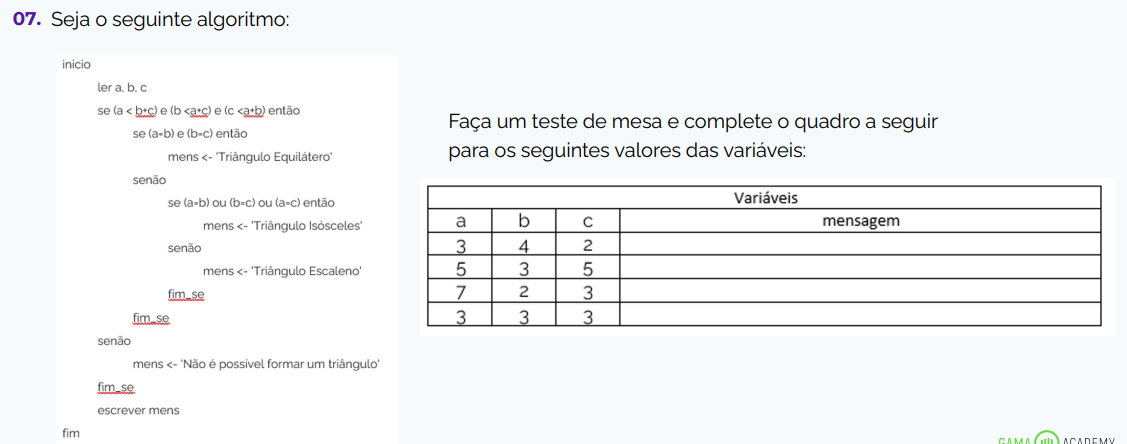 07. Seja o seguinte algoritmo:
inicio
ler a, b, c
se (a < b+c) e (b <a+c) e (c <a+b) então
se (a=b) e (b=c) então
mens <- 'Triângulo Equilátero'
senão
se (a=b) ou (b=c) ou (a=c) então
mens <- 'Triângulo Isósceles'
senão
mens <- 'Triângulo Escaleno'
fim_se
fim_se
senão
mens <- 'Não é possível formar um triângulo'
fim_se
escrever mens
fim
Faça um teste de mesa e complete o quadro a seguir
para os seguintes valores das variáveis:
Variáveis
a b c mensagem
3 4 2
5 3 5
7 2 3
3 3 3
GAMA ACADEMY